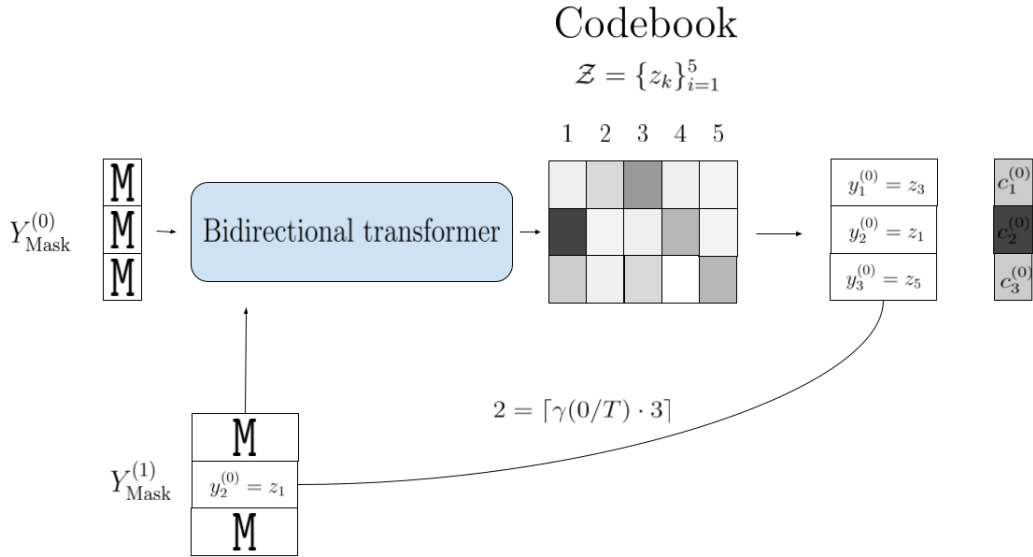 Codebook
𝒵 = {z_k}_{i=1}^5
1 2 3 4 5
Y_Mask^(0)
M
M
M
Bidirectional transformer
y_1^(0) = z_3
y_2^(0) = z_1
y_3^(0) = z_5
c_1^(0)
c_2^(0)
c_3^(0)
2 = ⌈γ(0/T) · 3⌉
Y_Mask^(1)
M
y_2^(0) = z_1
M